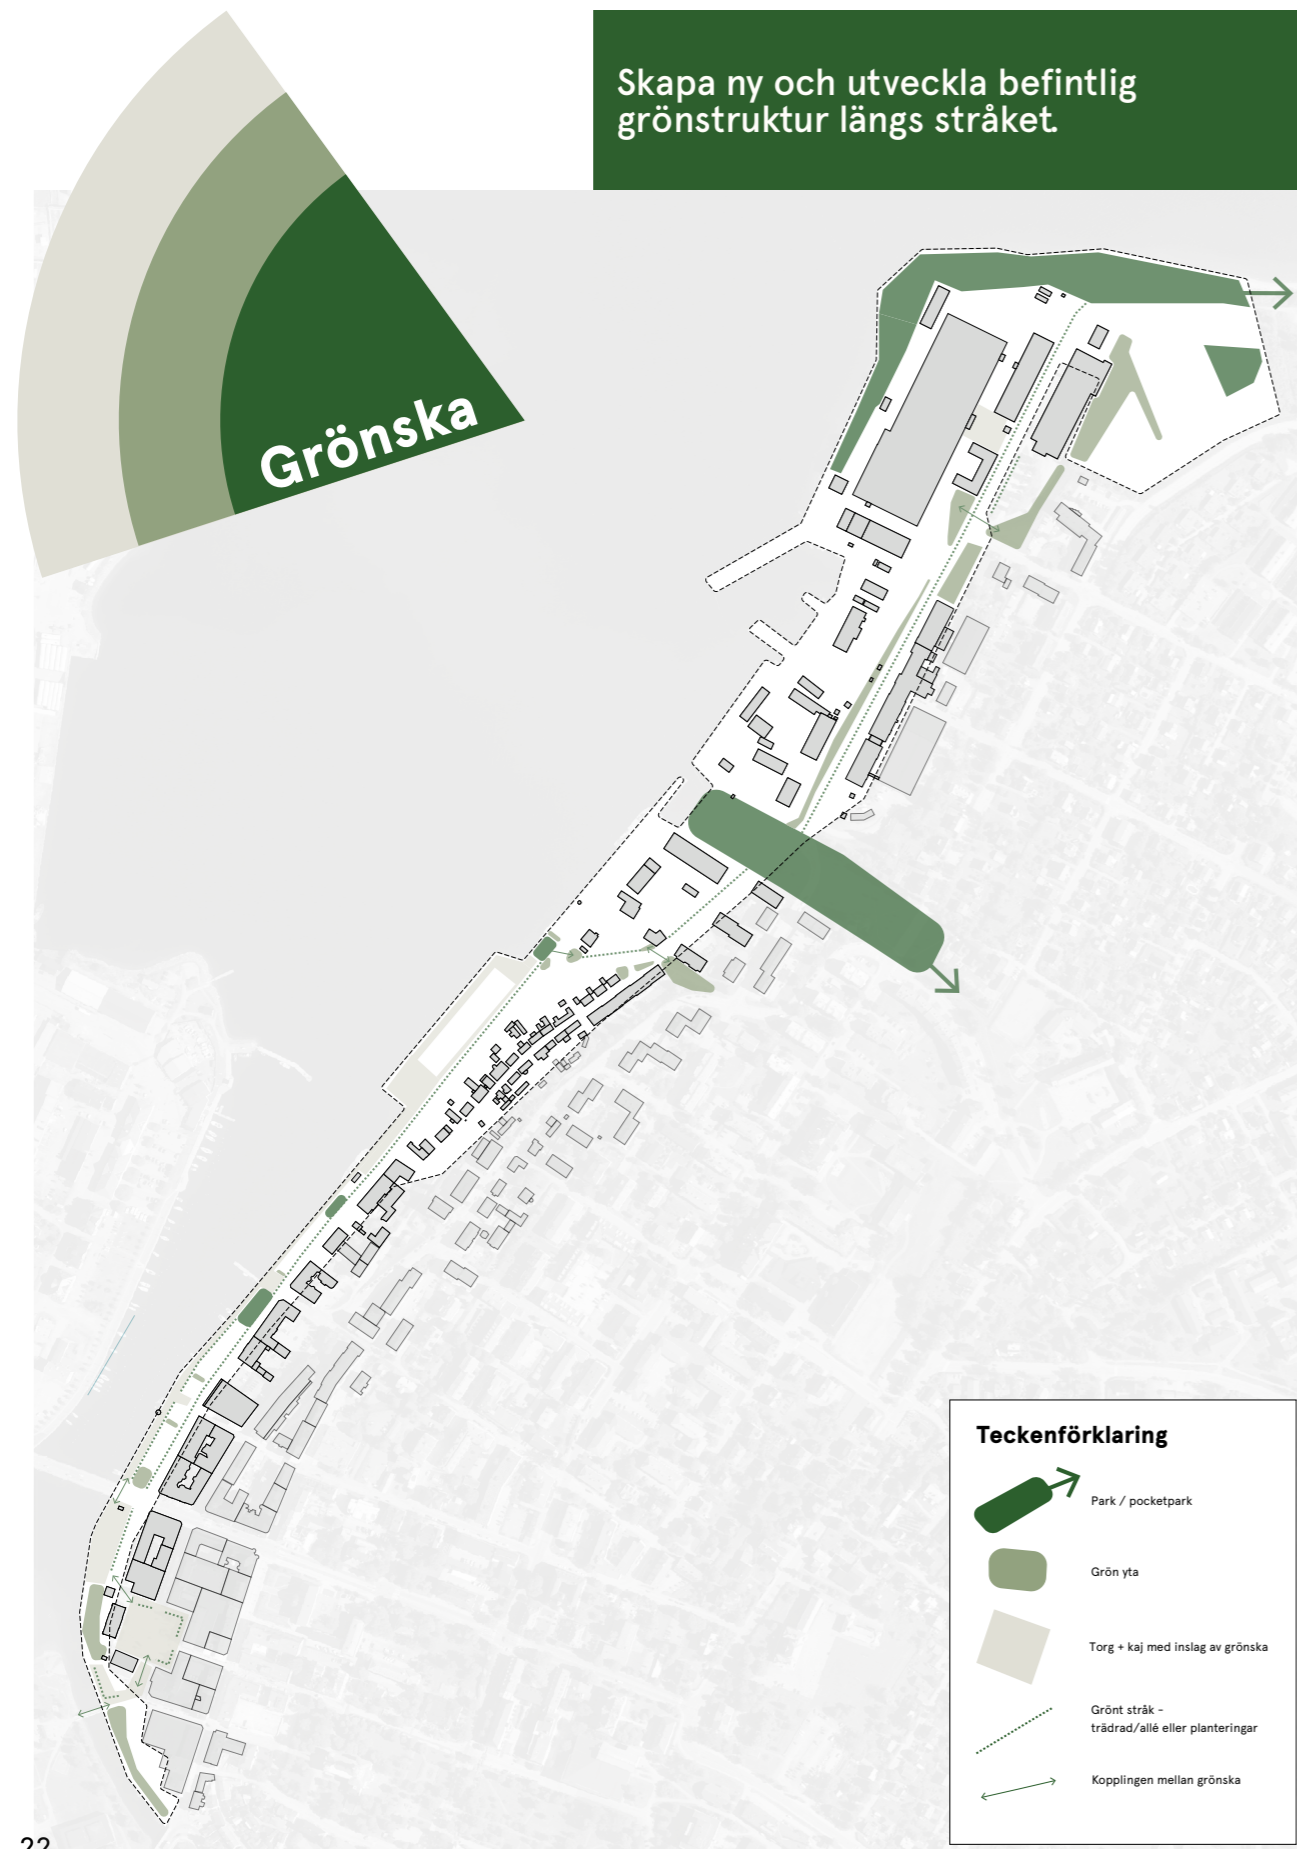 Skapa ny och utveckla befintlig
grönstruktur längs stråket.
Grönska
Teckenförklaring
Park / pocketpark
Grön yta
Torg + kaj med inslag av grönska
Grönt stråk -
trädrad/allé eller planteringar
Kopplingen mellan grönska
22